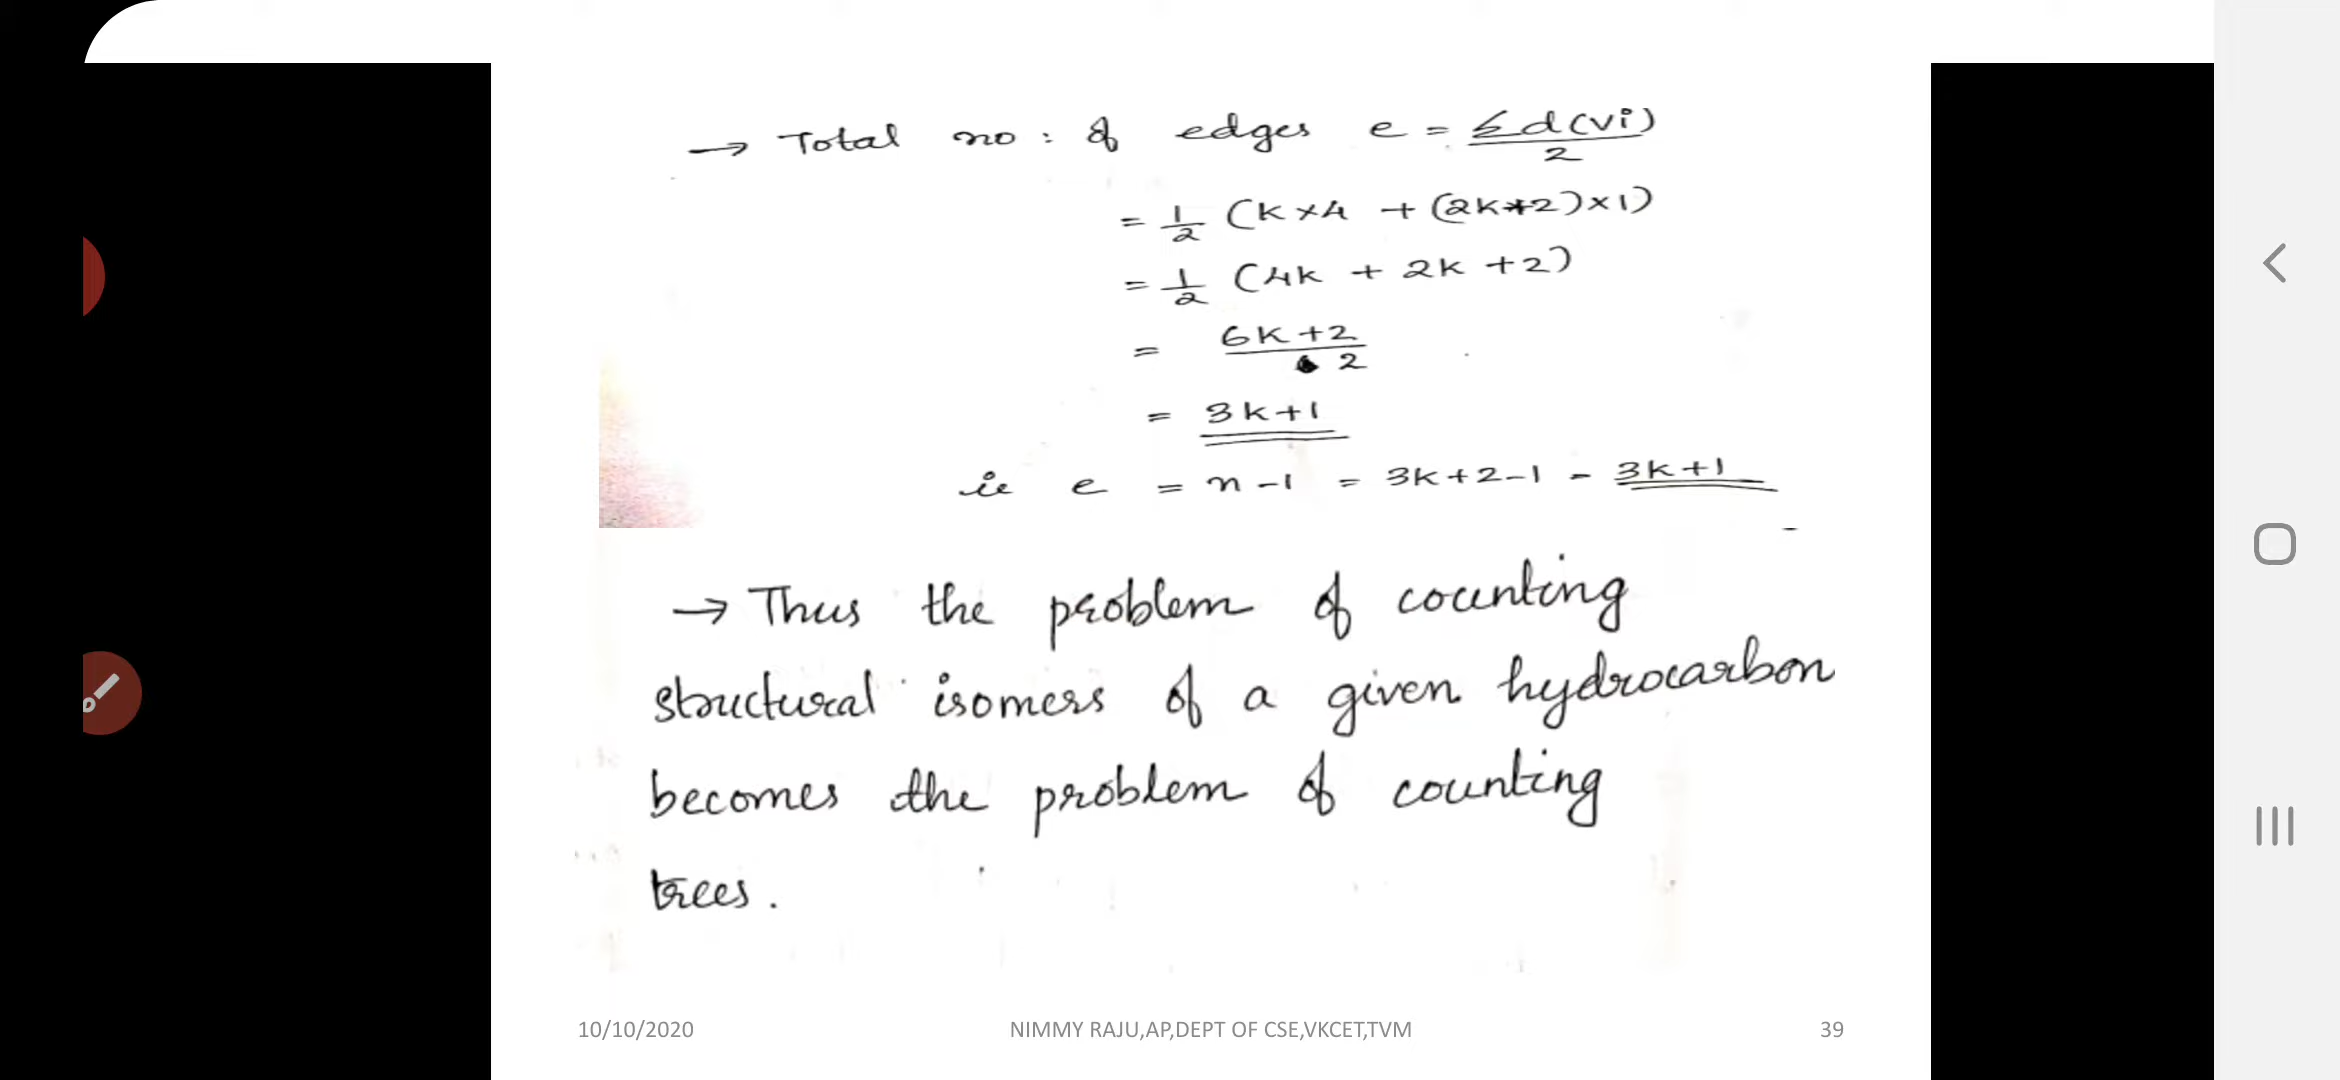 → Total no: of edges e = Σd(vi)/2
= 1/2 (k×4 + (2k+2)×1)
= 1/2 (4k + 2k +2)
= 6k+2/2
= 3k+1
ie e = n-1 = 3k+2-1 = 3k+1
→ Thus the problem of counting
structural isomers of a given hydrocarbon
becomes the problem of counting
trees.
10/10/2020 NIMMY RAJU,AP,DEPT OF CSE,VKCET,TVM 39